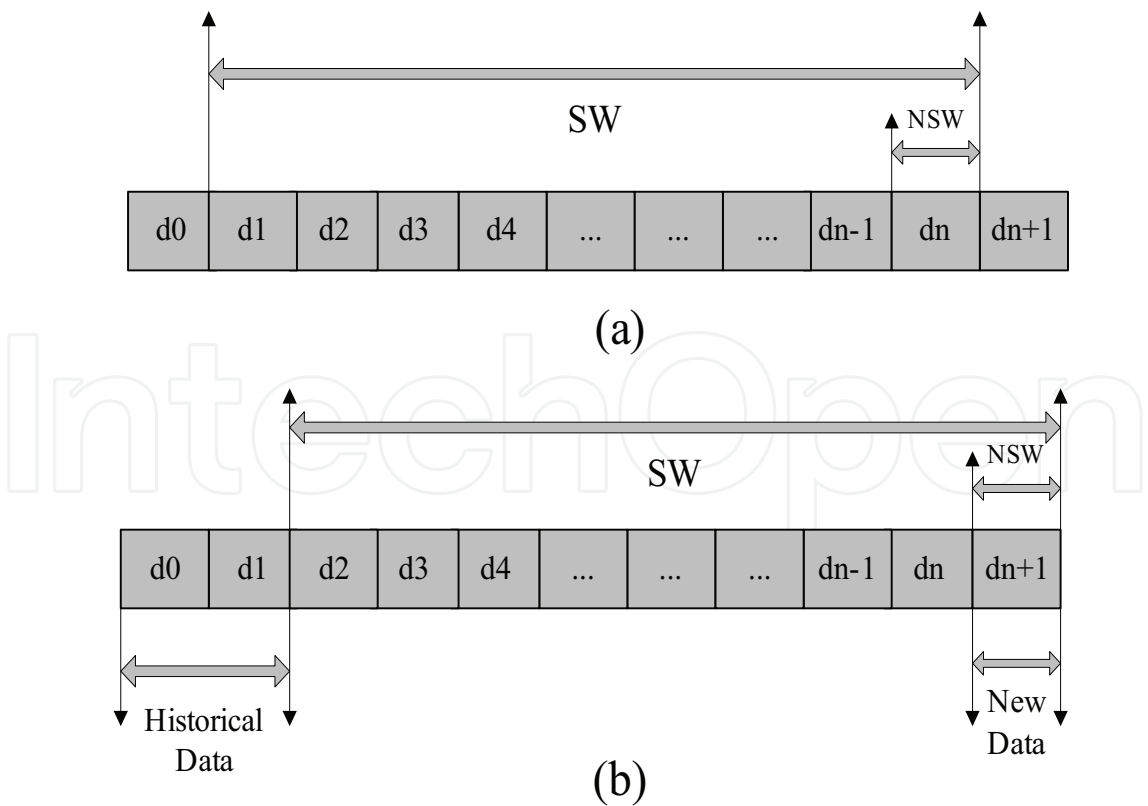 SW
NSW
d0 d1 d2 d3 d4 ... ... ... dn-1 dn dn+1
(a)
IntechOpen
NSW
SW
d0 d1 d2 d3 d4 ... ... ... dn-1 dn dn+1
Historical
Data
New
Data
(b)